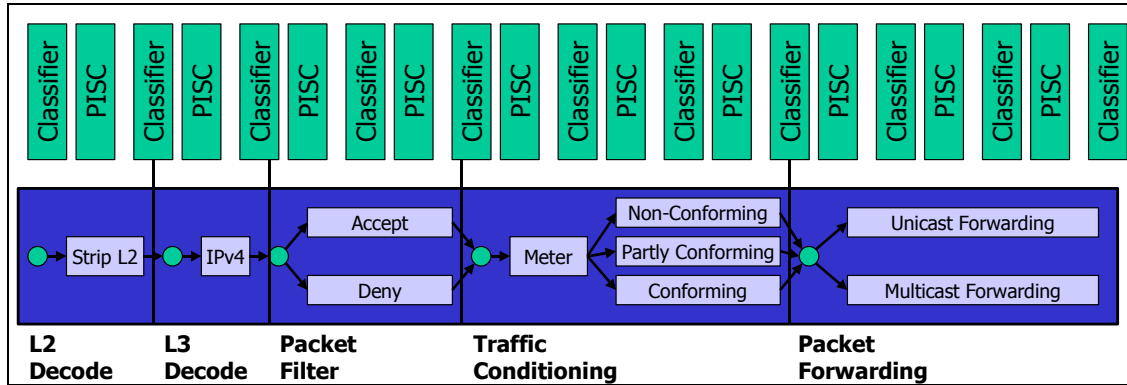 Classifier
PISC
Classifier
PISC
Classifier
PISC
Classifier
PISC
Classifier
PISC
Classifier
PISC
Classifier
PISC
Classifier
PISC
Classifier
PISC
Classifier
PISC
Classifier
Strip L2
IPv4
Accept
Deny
Meter
Non-Conforming
Partly Conforming
Conforming
Unicast Forwarding
Multicast Forwarding
L2
Decode
L3
Decode
Packet
Filter
Traffic
Conditioning
Packet
Forwarding